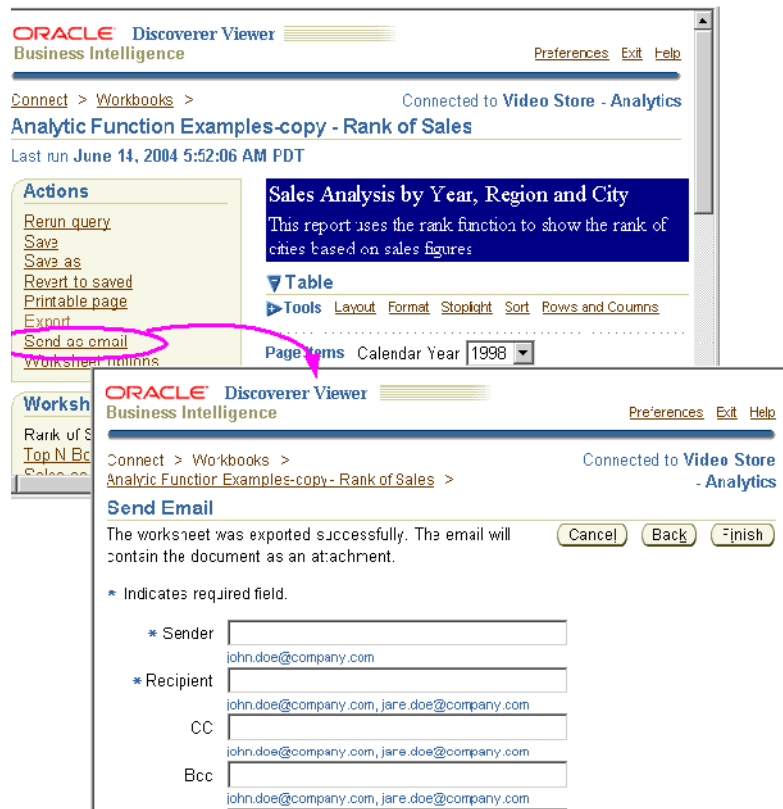 ORACLE Discoverer Viewer
Business Intelligence
Preferences Exit Help
Connect > Workbooks >
Connected to Video Store - Analytics
Analytic Function Examples-copy - Rank of Sales
Last run June 14, 2004 5:52:06 AM PDT
Actions
Rerun query
Save
Save as
Revert to saved
Printable page
Export
Send as email
Worksheet options
Sales Analysis by Year, Region and City
This report uses the rank function to show the rank of
cities based on sales figures
Table
Tools Layout Format Stoplight Sort Rows and Coumns
Page Items Calendar Year 1998
Worksh
Rank of S
Top N Bo
Sales as
ORACLE Discoverer Viewer
Business Intelligence
Preferences Exit Help
Connect > Workbooks >
Analytic Function Examples-copy - Rank of Sales >
Connected to Video Store
- Analytics
Send Email
The worksheet was exported successfully. The email will
contain the document as an attachment.
Cancel Back Finish
* Indicates required field.
* Sender
john.doe@company.com
* Recipient
john.doe@company.com, jane.doe@company.com
CC
john.doe@company.com, jane.doe@company.com
Bcc
john.doe@company.com, jane.doe@company.com